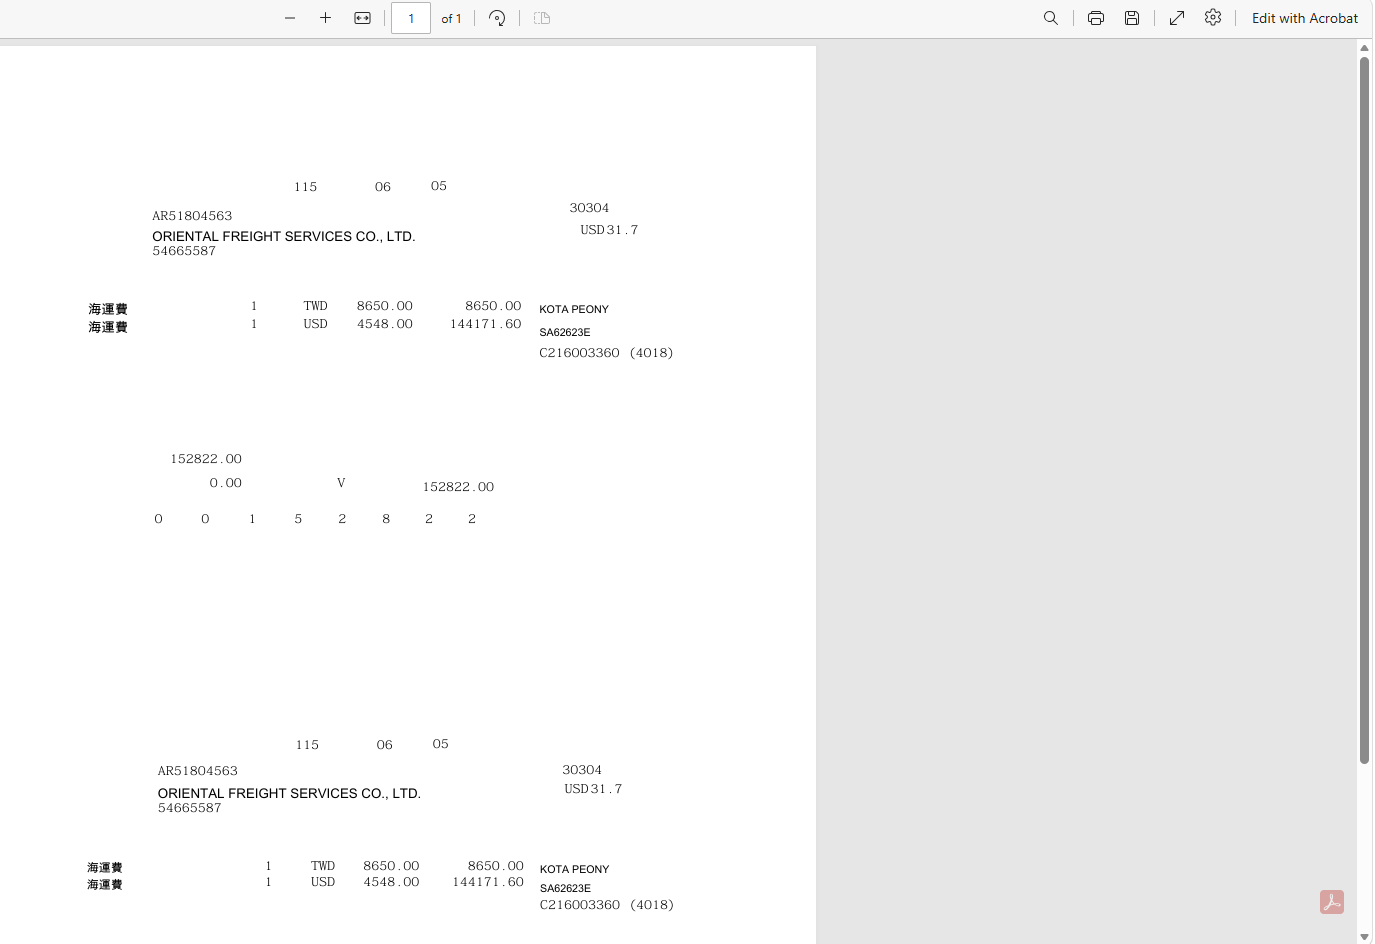 1 of 1 Edit with Acrobat
115 06 05
30304
AR51804563
USD31.7
ORIENTAL FREIGHT SERVICES CO., LTD.
54665587
海運費 1 TWD 8650.00 8650.00 KOTA PEONY
海運費 1 USD 4548.00 144171.60 SA62623E
C216003360 (4018)
152822.00
0.00 V 152822.00
0 0 1 5 2 8 2 2
115 06 05
AR51804563 30304
USD31.7
ORIENTAL FREIGHT SERVICES CO., LTD.
54665587
海運費 1 TWD 8650.00 8650.00 KOTA PEONY
海運費 1 USD 4548.00 144171.60 SA62623E
C216003360 (4018)